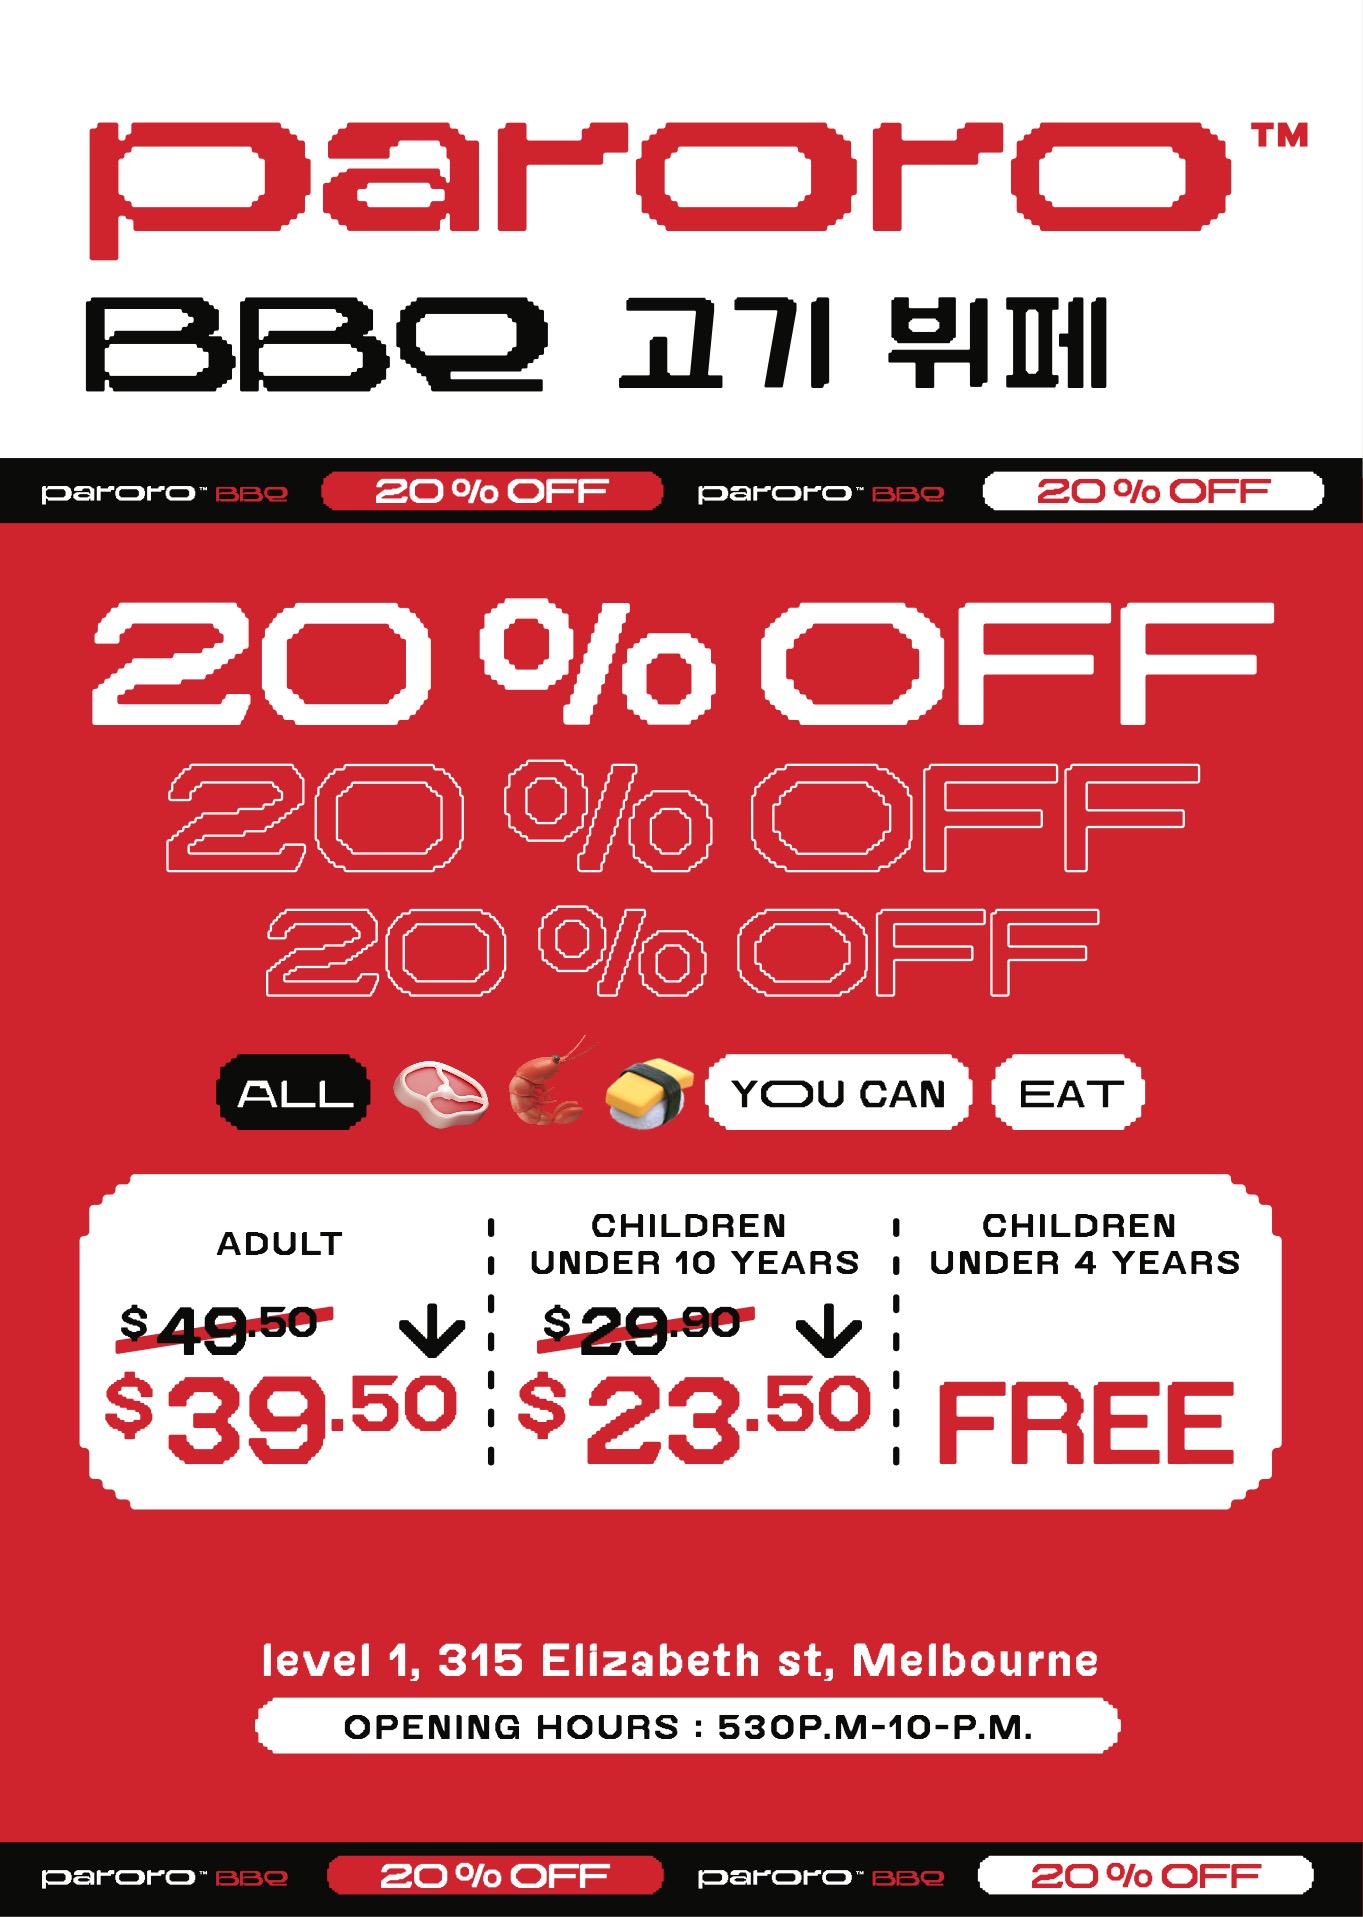 paroro™
BBQ 고기 뷔페
paroro™ BBQ 20% OFF paroro™ BBQ 20% OFF
20% OFF
20% OFF
20% OFF
ALL YOU CAN EAT
ADULT
$49.50
$39.50
CHILDREN
UNDER 10 YEARS
$29.90
$23.50
CHILDREN
UNDER 4 YEARS
FREE
level 1, 315 Elizabeth st, Melbourne
OPENING HOURS : 530P.M-10-P.M.
paroro™ BBQ 20% OFF paroro™ BBQ 20% OFF